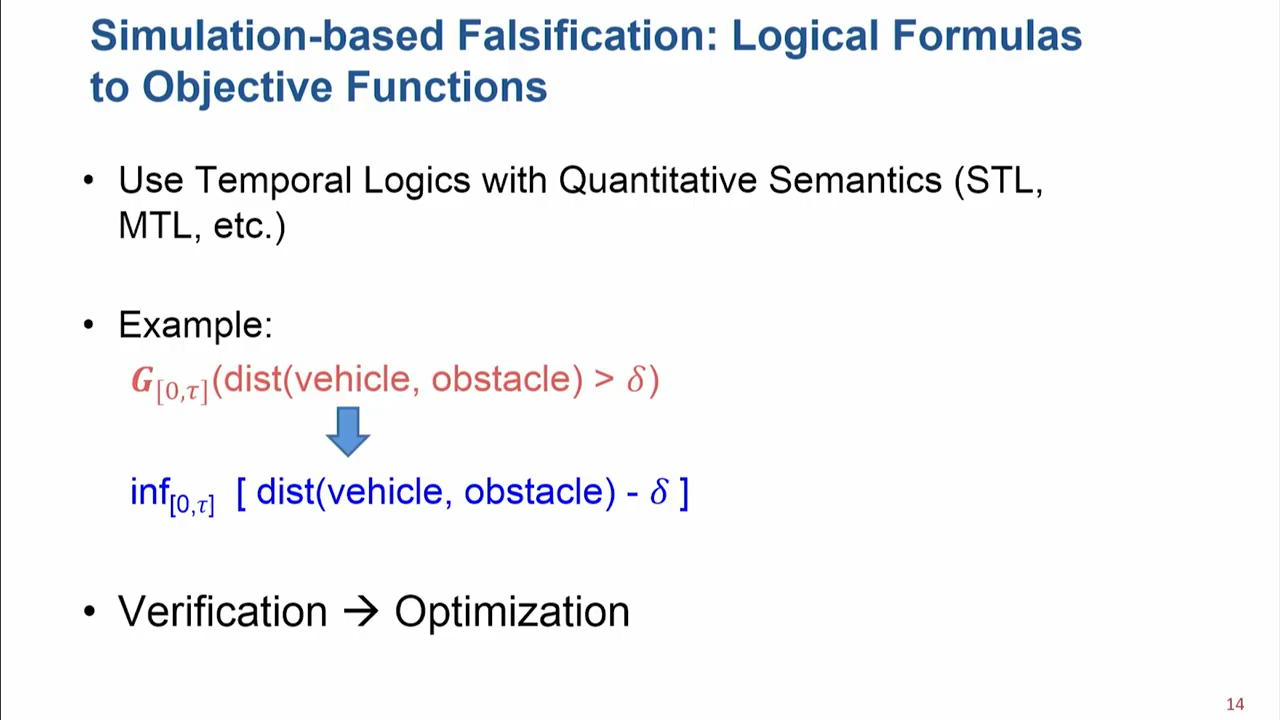 Simulation-based Falsification: Logical Formulas
to Objective Functions
• Use Temporal Logics with Quantitative Semantics (STL,
MTL, etc.)
• Example:
G[0,τ](dist(vehicle, obstacle) > δ)
inf[0,τ] [ dist(vehicle, obstacle) - δ ]
• Verification → Optimization
14